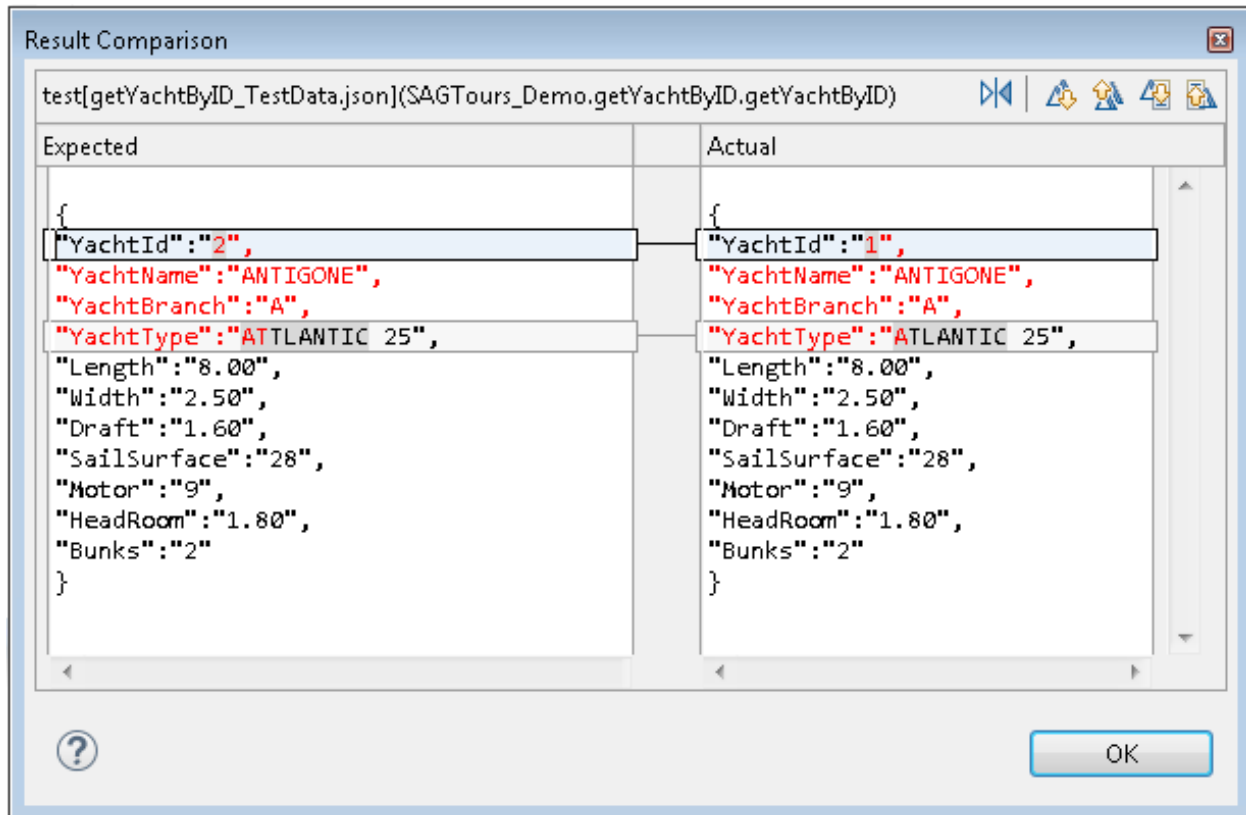 Result Comparison
test[getYachtByID_TestData.json](SAGTours_Demo.getYachtByID.getYachtByID)
Expected
{
"YachtId":"2",
"YachtName":"ANTIGONE",
"YachtBranch":"A",
"YachtType":"ATTLANTIC 25",
"Length":"8.00",
"Width":"2.50",
"Draft":"1.60",
"SailSurface":"28",
"Motor":"9",
"HeadRoom":"1.80",
"Bunks":"2"
}
Actual
{
"YachtId":"1",
"YachtName":"ANTIGONE",
"YachtBranch":"A",
"YachtType":"ATLANTIC 25",
"Length":"8.00",
"Width":"2.50",
"Draft":"1.60",
"SailSurface":"28",
"Motor":"9",
"HeadRoom":"1.80",
"Bunks":"2"
}
?
OK